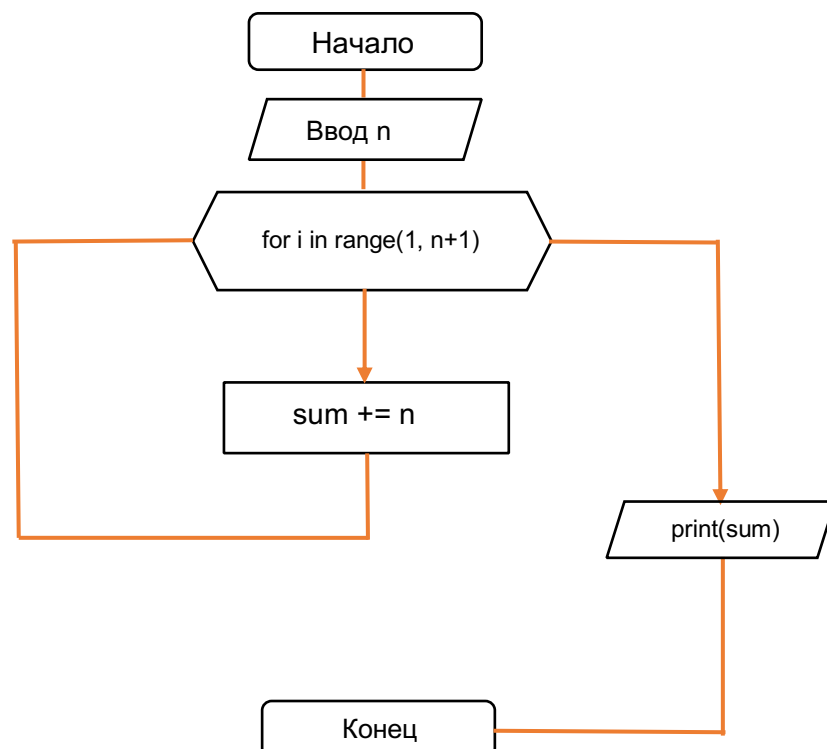 Начало
Ввод n
for i in range(1, n+1)
sum += n
print(sum)
Конец